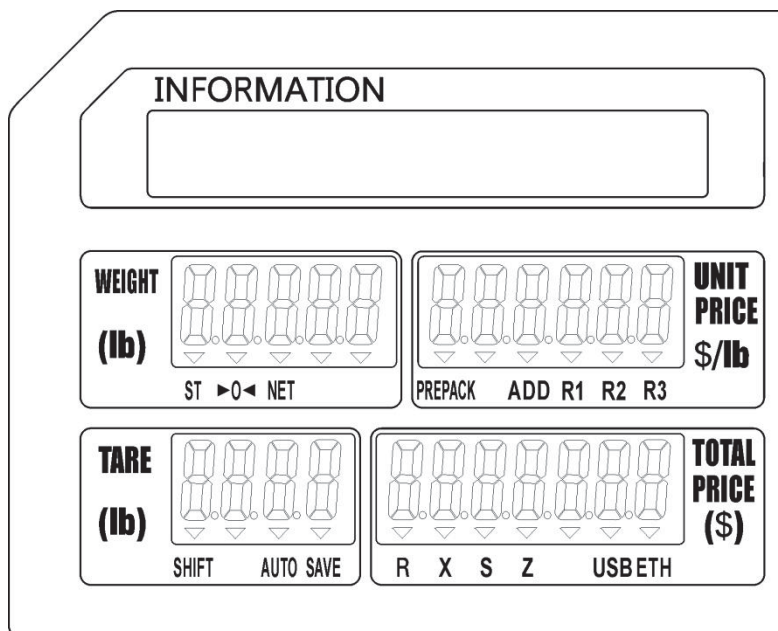 INFORMATION
WEIGHT
(lb)
ST ►0◄ NET
UNIT
PRICE
$/lb
PREPACK ADD R1 R2 R3
TARE
(lb)
SHIFT AUTO SAVE
TOTAL
PRICE
($)
R X S Z USB ETH